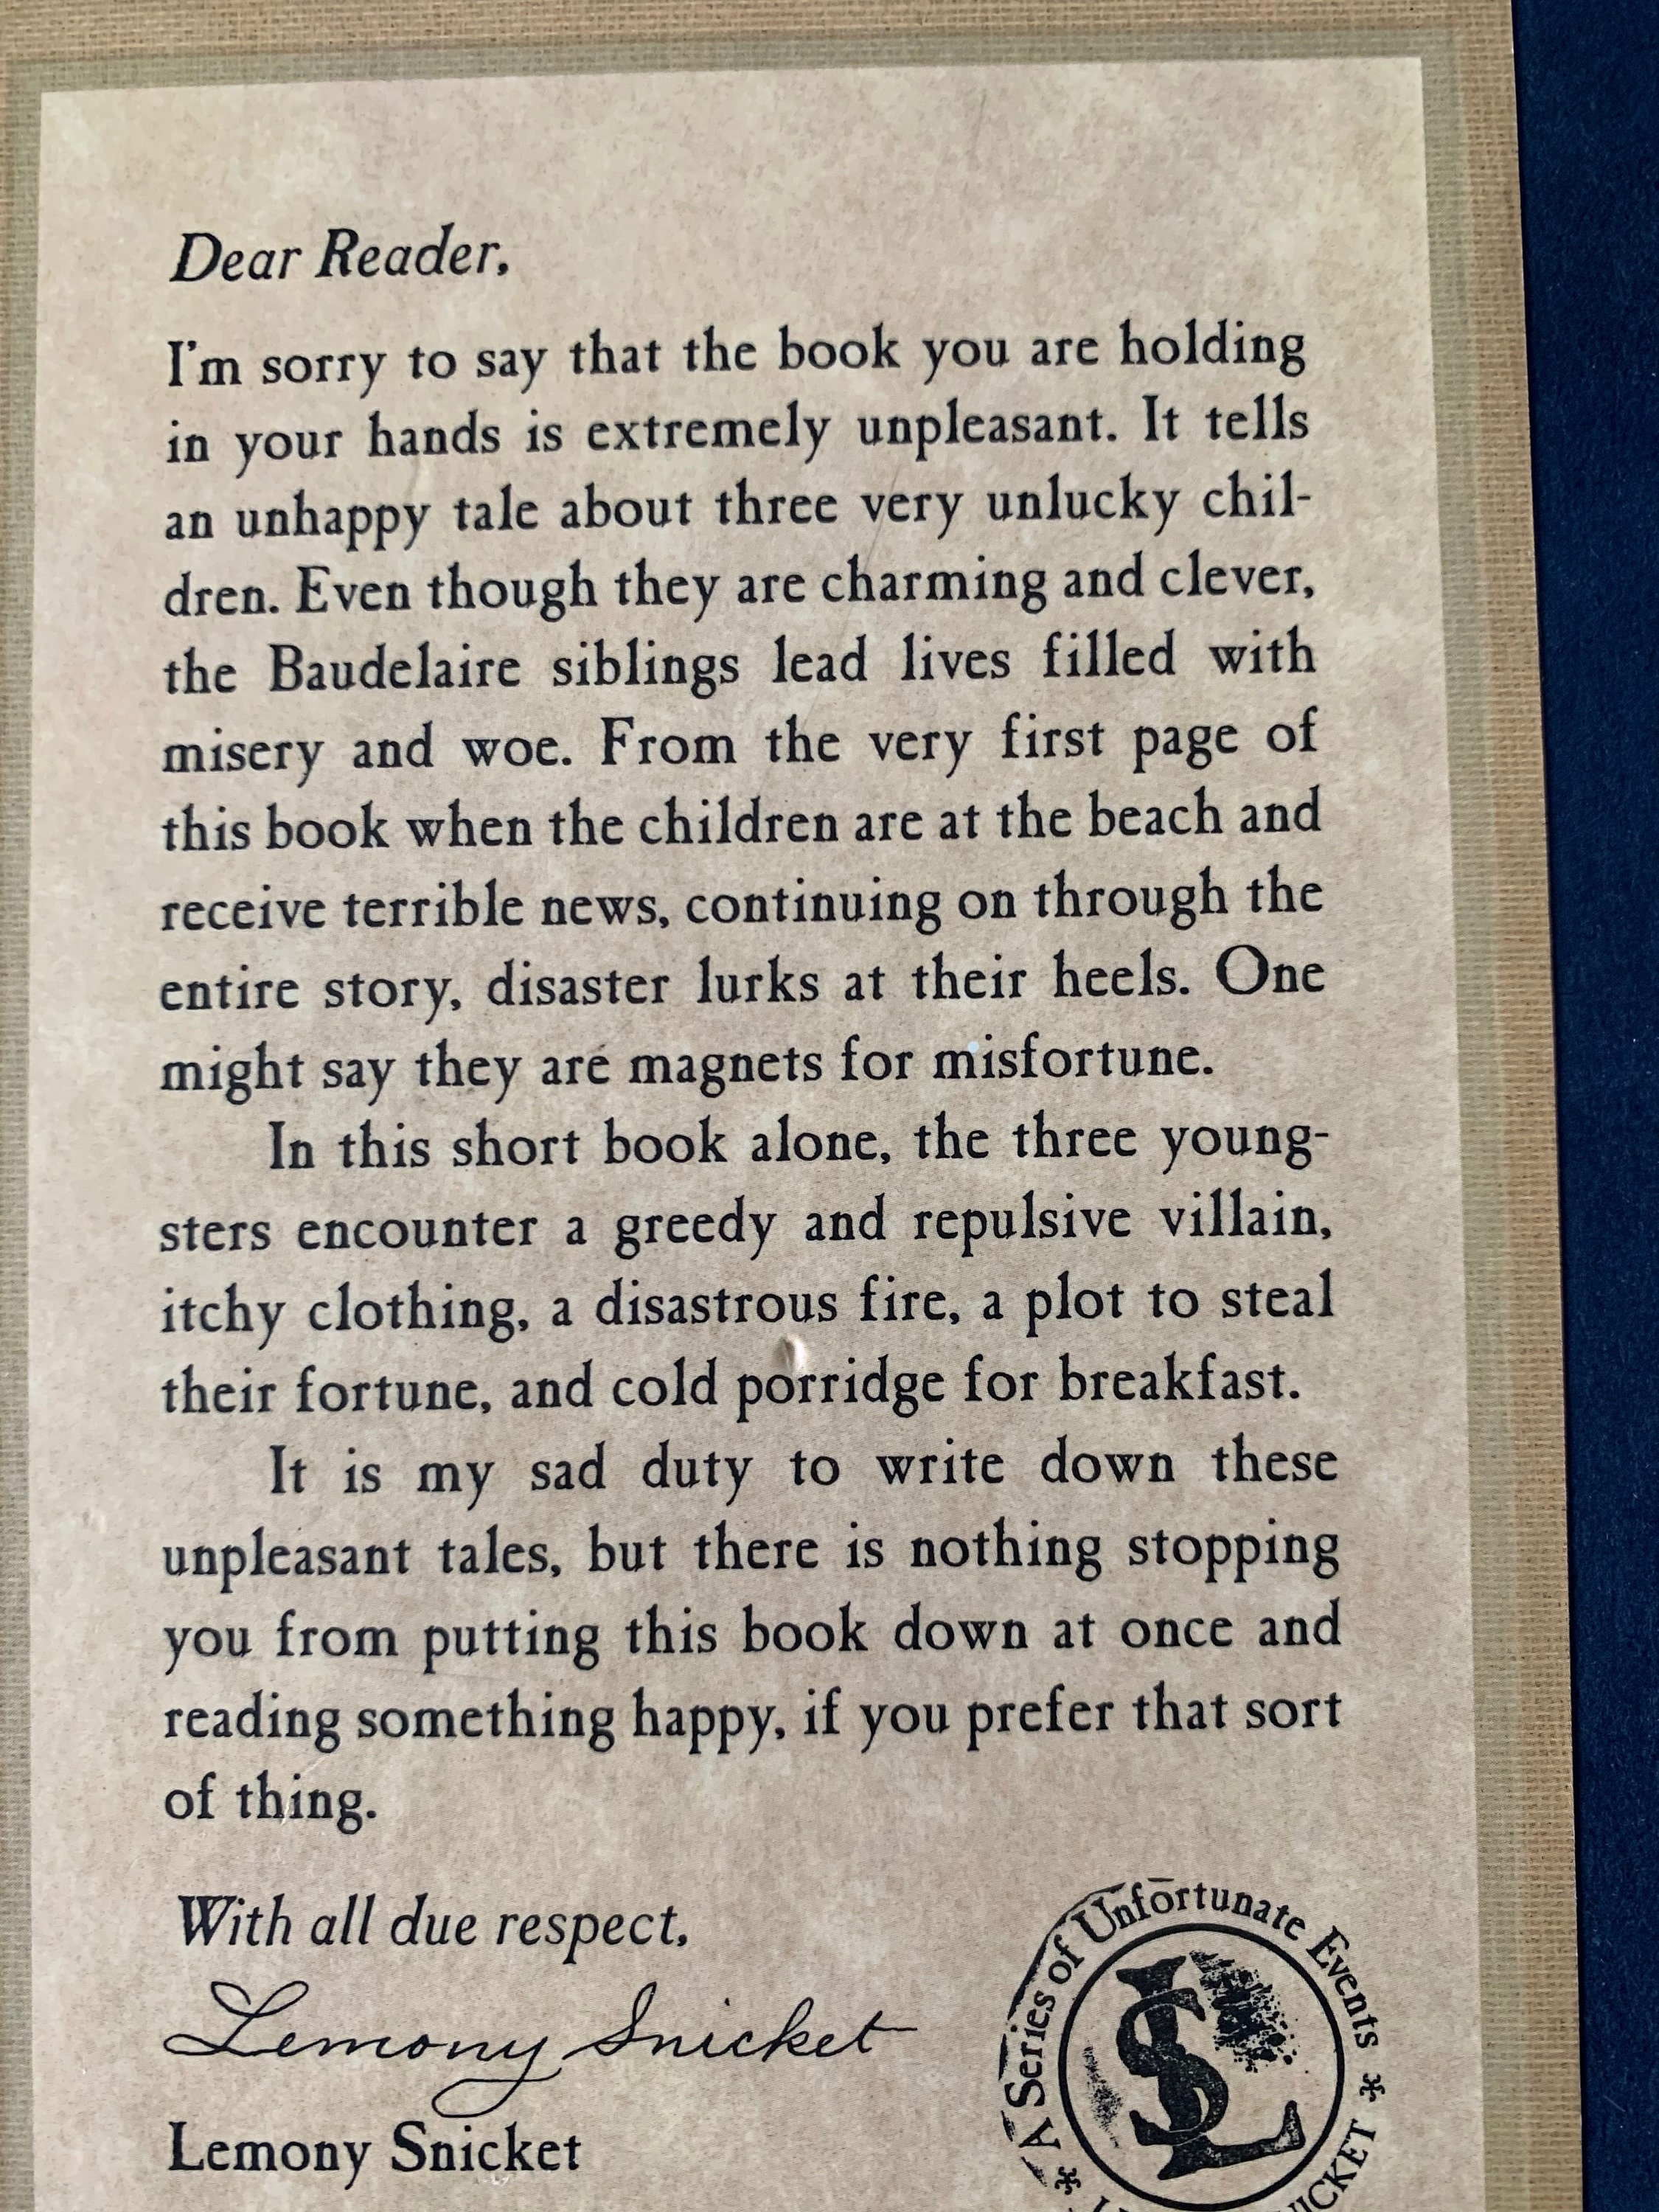 Dear Reader,
I'm sorry to say that the book you are holding
in your hands is extremely unpleasant. It tells
an unhappy tale about three very unlucky chil-
dren. Even though they are charming and clever,
the Baudelaire siblings lead lives filled with
misery and woe. From the very first page of
this book when the children are at the beach and
receive terrible news, continuing on through the
entire story, disaster lurks at their heels. One
might say they are magnets for misfortune.
In this short book alone, the three young-
sters encounter a greedy and repulsive villain,
itchy clothing, a disastrous fire, a plot to steal
their fortune, and cold porridge for breakfast.
It is my sad duty to write down these
unpleasant tales, but there is nothing stopping
you from putting this book down at once and
reading something happy, if you prefer that sort
of thing.
With all due respect,
Lemony Snicket
Lemony Snicket
A Series of Unfortunate Events
LS